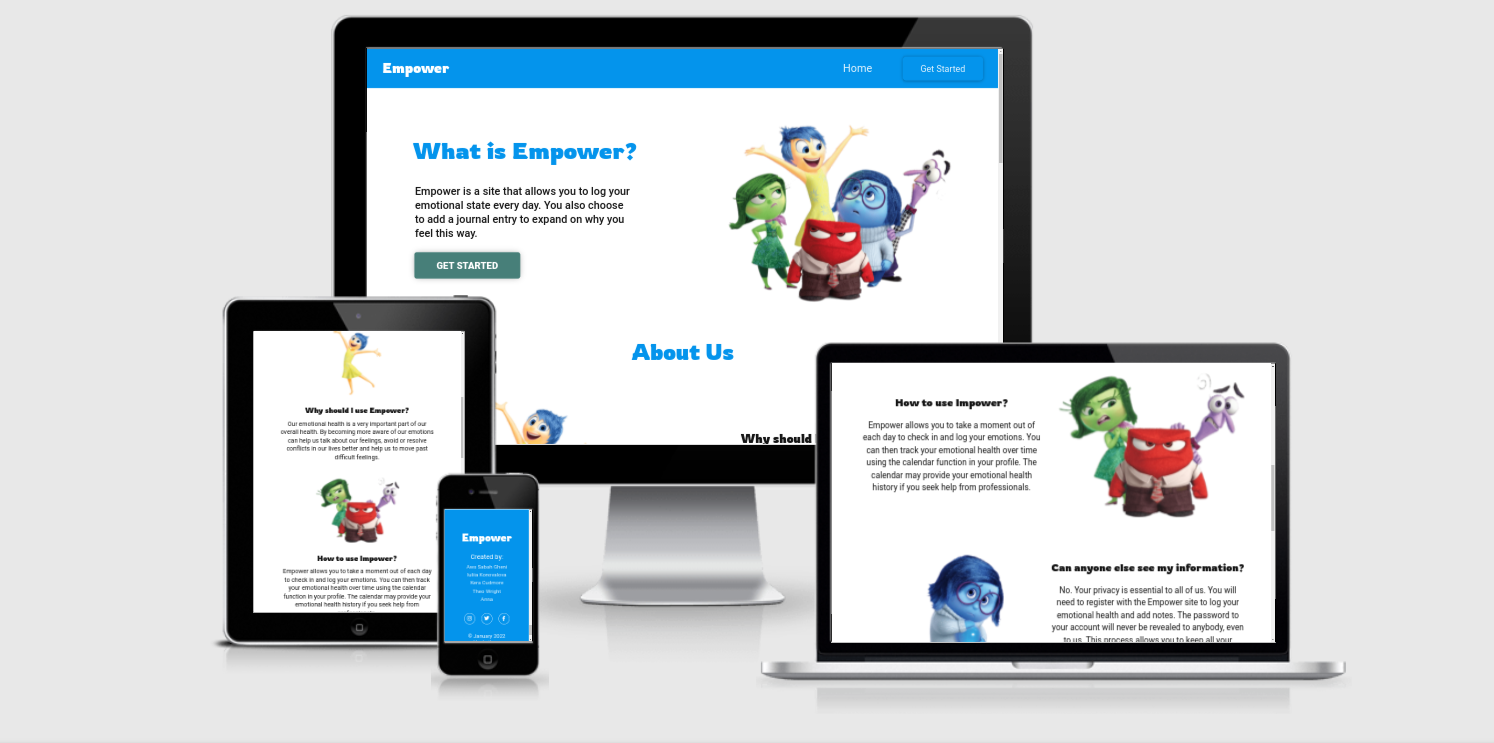 Empower
Home
Get Started
What is Empower?
Empower is a site that allows you to log your
emotional state every day. You also choose
to add a journal entry to expand on why you
feel this way.
GET STARTED
About Us
Why should
Why should I use Empower?
Our emotional health is a very important part of our
overall health. By becoming more aware of our emotions
can help us talk about our feelings, avoid or resolve
conflicts in our lives better and help us to move past
difficult feelings.
How to use Impower?
Empower allows you to take a moment out of each day
to check in and log your emotions. You can then track
your emotional health over time using the calendar
function in your profile. The calendar may provide your
emotional health history if you seek help from
Empower
Created by:
Theo Wright
Anna
© January 2022
How to use Impower?
Empower allows you to take a moment out of
each day to check in and log your emotions. You
can then track your emotional health over time
using the calendar function in your profile. The
calendar may provide your emotional health
history if you seek help from professionals.
Can anyone else see my information?
No. Your privacy is essential to all of us. You will
need to register with the Empower site to log your
emotional health and add notes. The password to
your account will never be revealed to anybody, even
to us. This process allows you to keep all your